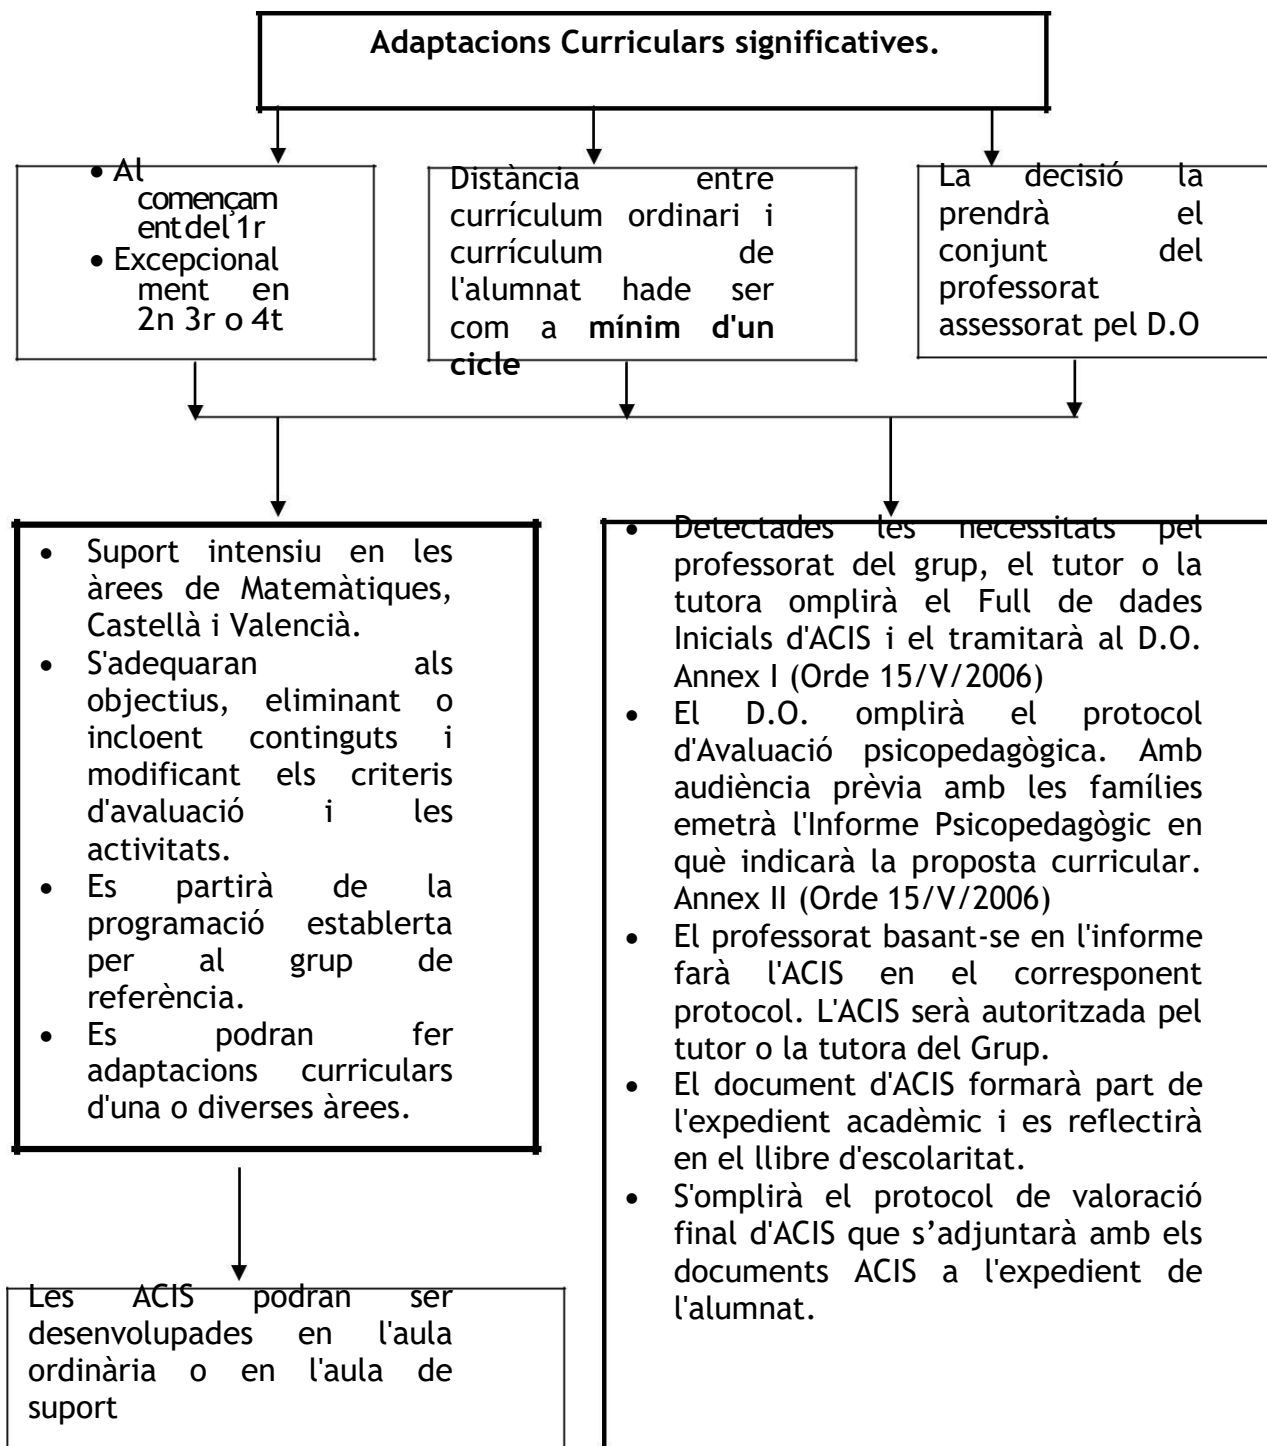 Adaptacions Curriculars significatives.
• Al
començam
ent del 1r
• Excepcional
ment en
2n 3r o 4t
Distància entre
currículum ordinari i
currículum de
l'alumnat hade ser
com a mínim d'un
cicle
La decisió la
prendrà el
conjunt del
professorat
assessorat pel D.O
• Suport intensiu en les
àrees de Matemàtiques,
Castellà i Valencià.
• S'adequaran als
objectius, eliminant o
incloent continguts i
modificant els criteris
d'avaluació i les
activitats.
• Es partirà de la
programació establerta
per al grup de
referència.
• Es podran fer
adaptacions curriculars
d'una o diverses àrees.
• Detectades les necessitats pel
professorat del grup, el tutor o la
tutora omplirà el Full de dades
Inicials d'ACIS i el tramitarà al D.O.
Annex I (Orde 15/V/2006)
• El D.O. omplirà el protocol
d'Avaluació psicopedagògica. Amb
audiència prèvia amb les famílies
emetrà l'Informe Psicopedagògic en
què indicarà la proposta curricular.
Annex II (Orde 15/V/2006)
• El professorat basant-se en l'informe
farà l'ACIS en el corresponent
protocol. L'ACIS serà autoritzada pel
tutor o la tutora del Grup.
• El document d'ACIS formarà part de
l'expedient acadèmic i es reflectirà
en el llibre d'escolaritat.
• S'omplirà el protocol de valoració
final d'ACIS que s’adjuntarà amb els
documents ACIS a l'expedient de
l'alumnat.
Les ACIS podran ser
desenvolupades en l'aula
ordinària o en l'aula de
suport